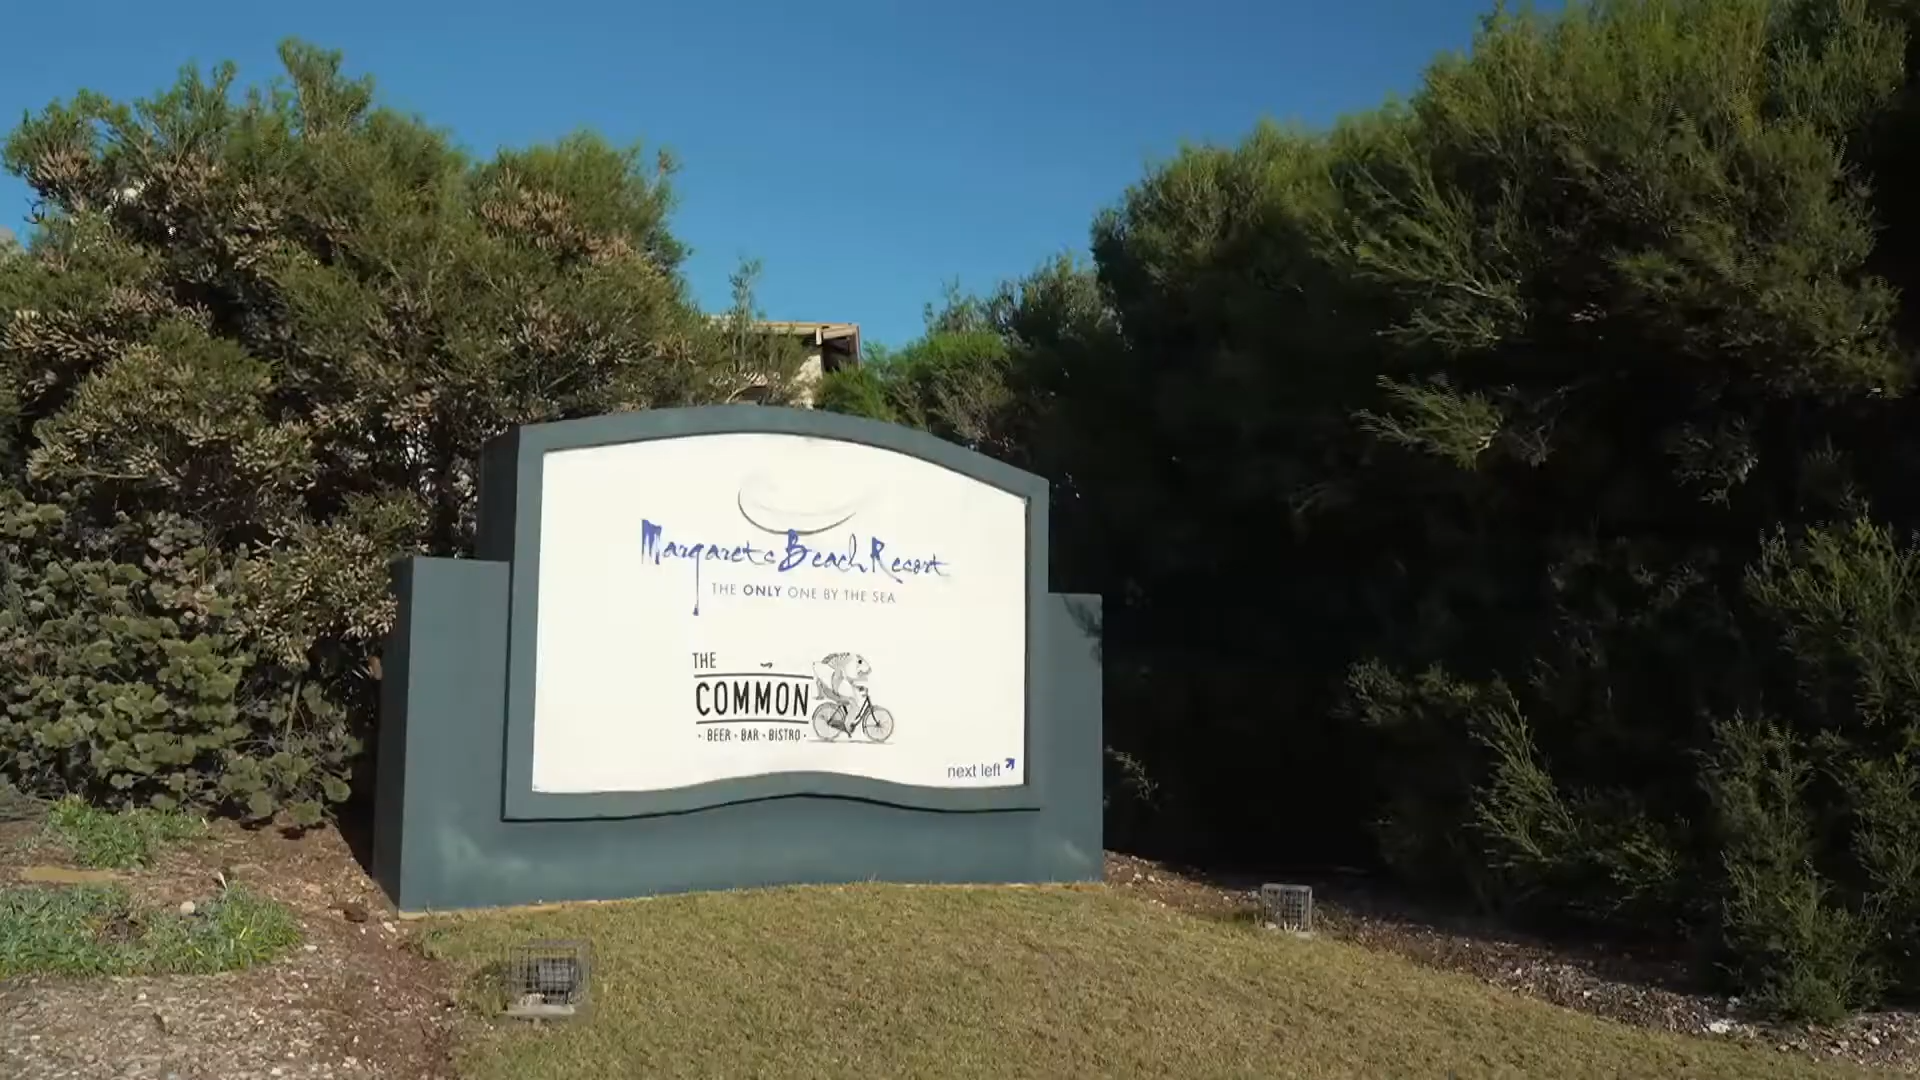 Margarets Beach Resort
THE ONLY ONE BY THE SEA
THE
COMMON
· BEER · BAR · BISTRO ·
next left